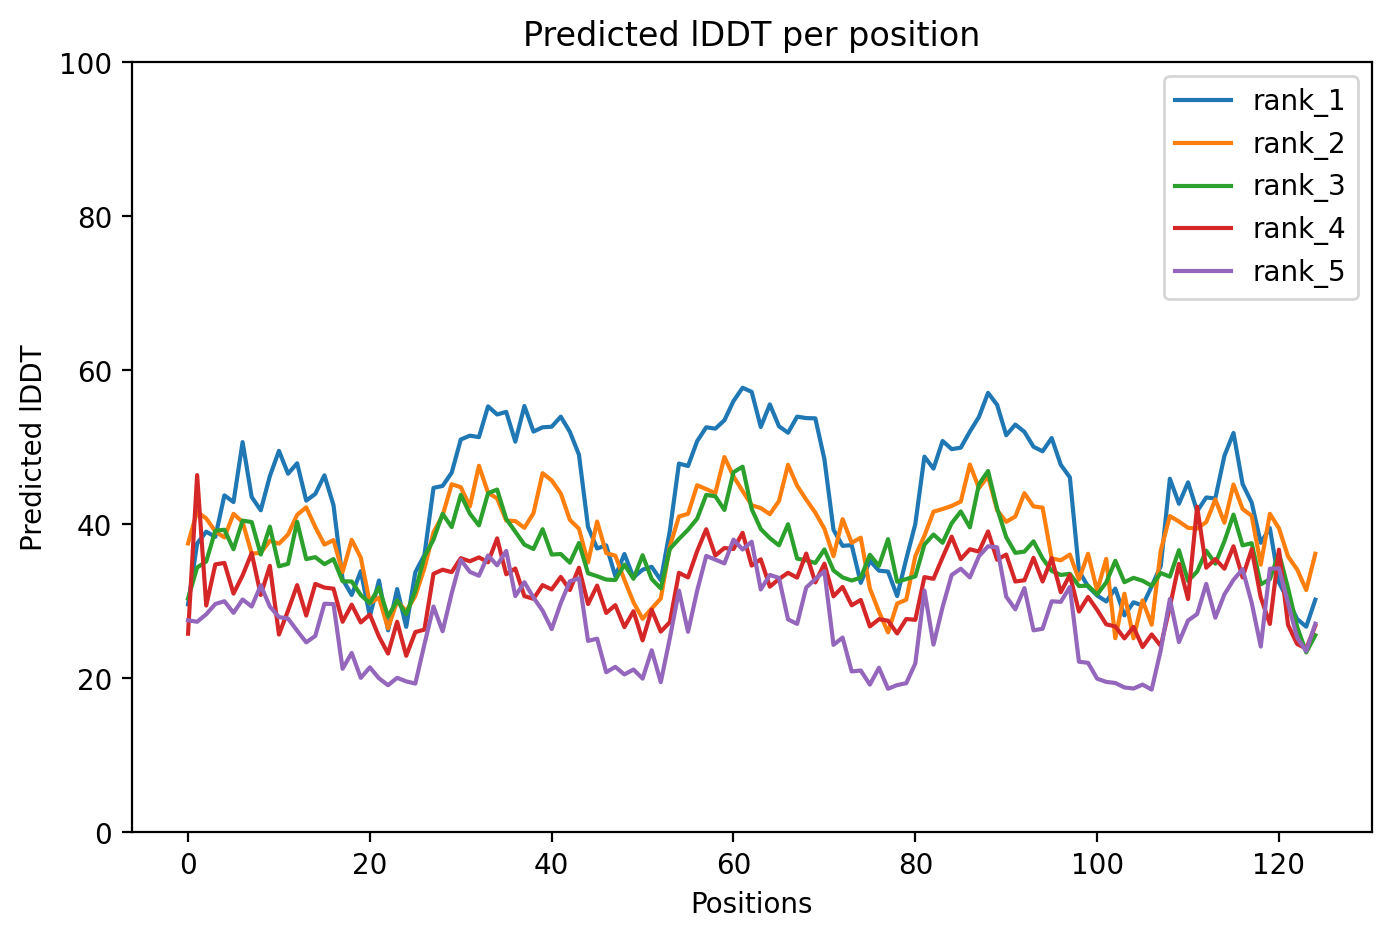 Predicted lDDT per position
100
80
60
40
20
0
Predicted lDDT
0 20 40 60 80 100 120
Positions
rank_1
rank_2
rank_3
rank_4
rank_5